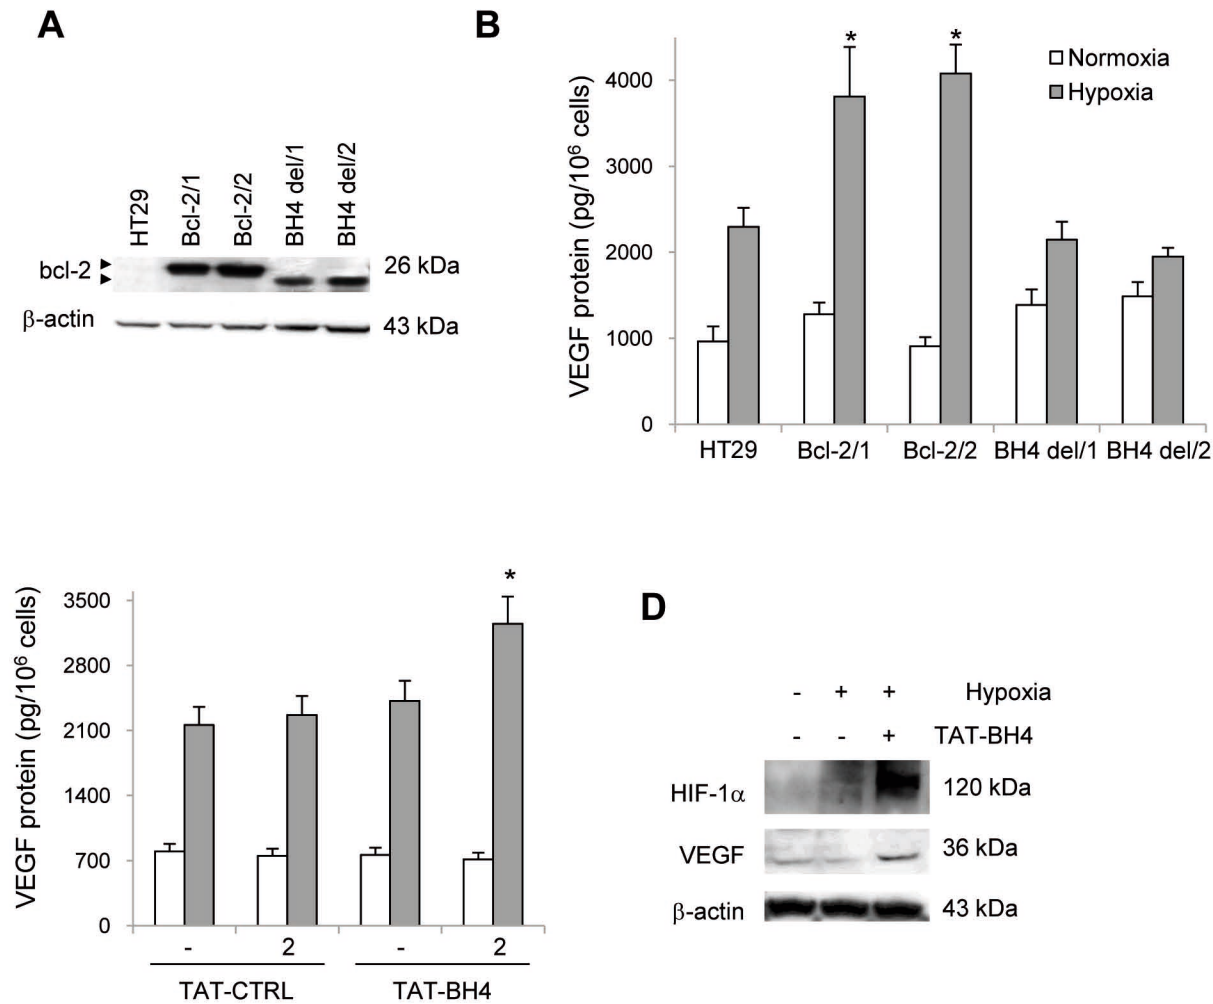 A
HT29
Bcl-2/1
Bcl-2/2
BH4 del/1
BH4 del/2
bcl-2
26 kDa
β-actin
43 kDa
B
VEGF protein (pg/10⁶ cells)
4000
3000
2000
1000
0
* *
Normoxia
Hypoxia
HT29 Bcl-2/1 Bcl-2/2 BH4 del/1 BH4 del/2
VEGF protein (pg/10⁶ cells)
3500
2800
2100
1400
700
0
*
- 2 - 2
TAT-CTRL TAT-BH4
D
- + + Hypoxia
- - + TAT-BH4
HIF-1α 120 kDa
VEGF 36 kDa
β-actin 43 kDa